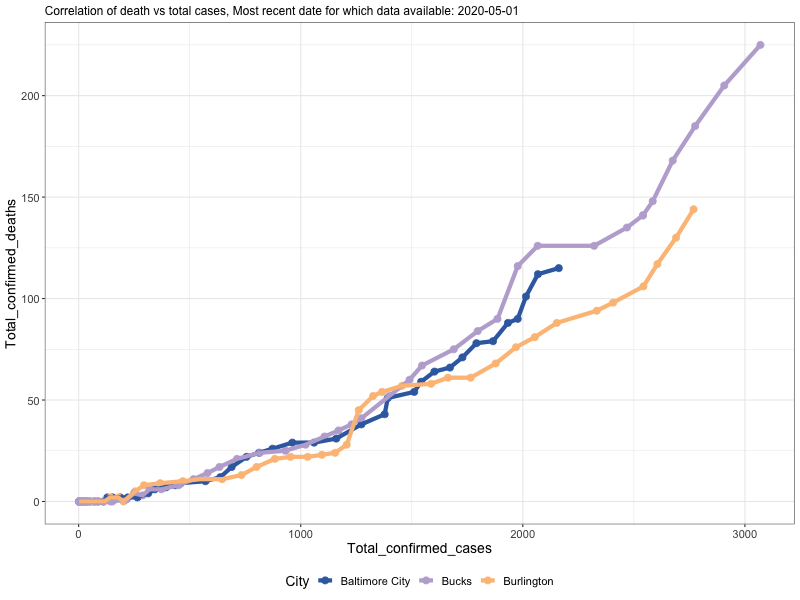 Correlation of death vs total cases, Most recent date for which data available: 2020-05-01
Total_confirmed_deaths
200
150
100
50
0
0 1000 2000 3000
Total_confirmed_cases
City Baltimore City Bucks Burlington